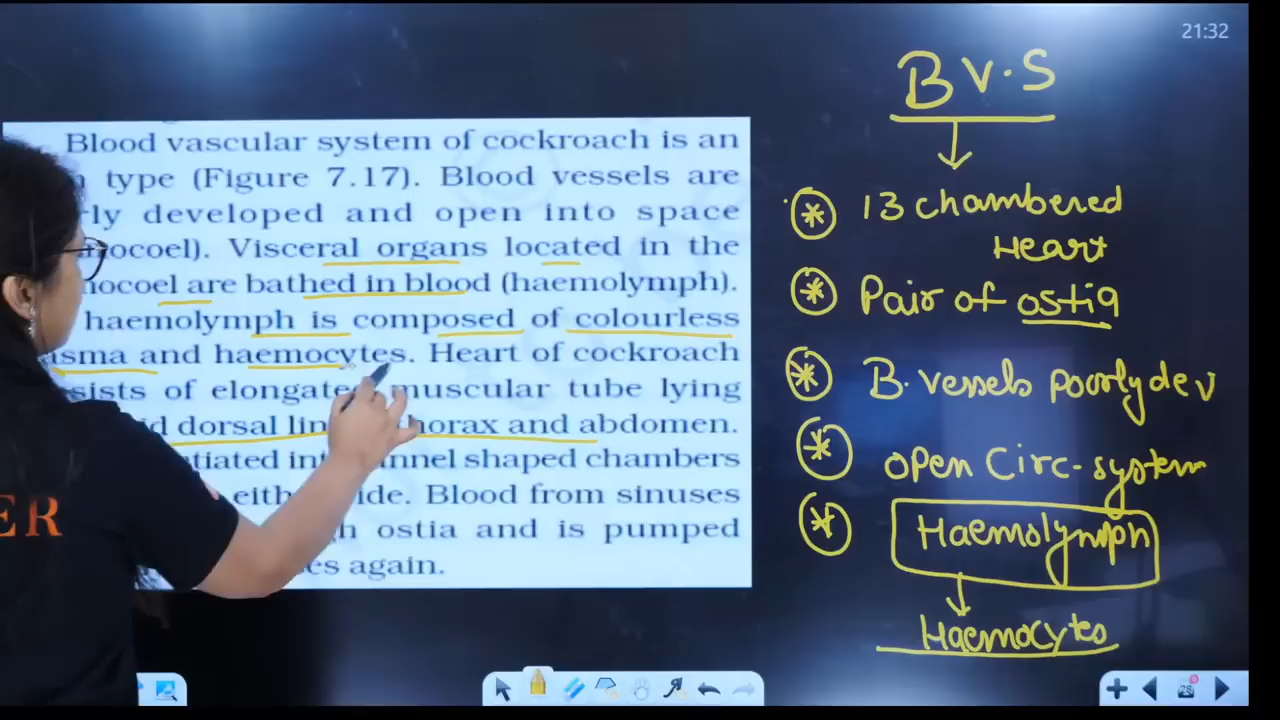 21:32
Blood vascular system of cockroach is an
type (Figure 7.17). Blood vessels are
developed and open into space
Visceral organs located in the
are bathed in blood (haemolymph).
haemolymph is composed of colourless
and haemocytes. Heart of cockroach
of elongated muscular tube lying
dorsal thorax and abdomen.
shaped chambers
Blood from sinuses
ostia and is pumped
again.
ER
B V.S
* 13 chambered
Heart
* Pair of ostia
* B. vessels poorly dev
* open Circ-system
* Haemolymph
Haemocytes
28